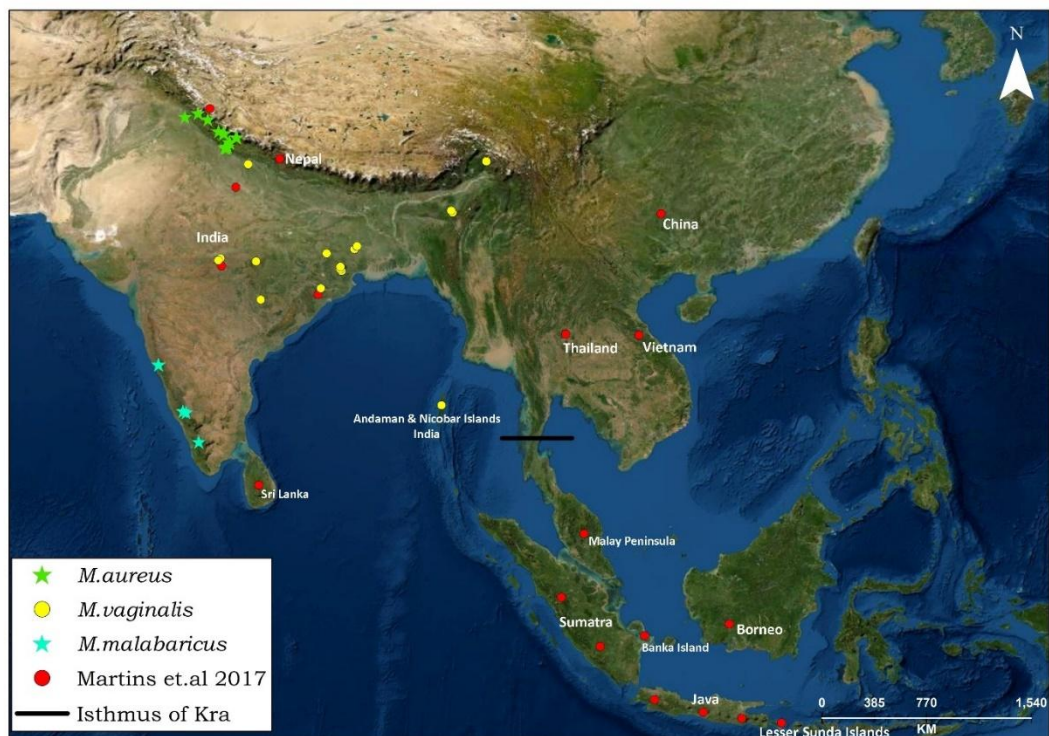 N
Nepal
India
China
Thailand
Vietnam
Andaman & Nicobar Islands
India
Sri Lanka
Malay Peninsula
Sumatra
Banka Island
Borneo
Java
Lesser Sunda Islands
M.aureus
M.vaginalis
M.malabaricus
Martins et.al 2017
Isthmus of Kra
0 385 770 1,540
KM